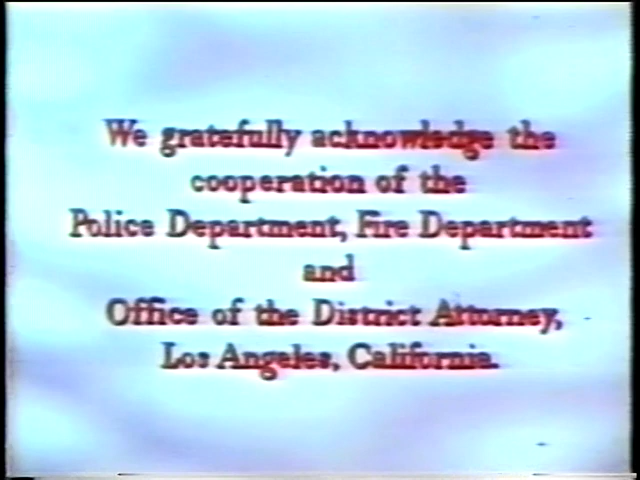 We gratefully acknowledge the
cooperation of the
Police Department, Fire Department
and
Office of the District Attorney,
Los Angeles, California.